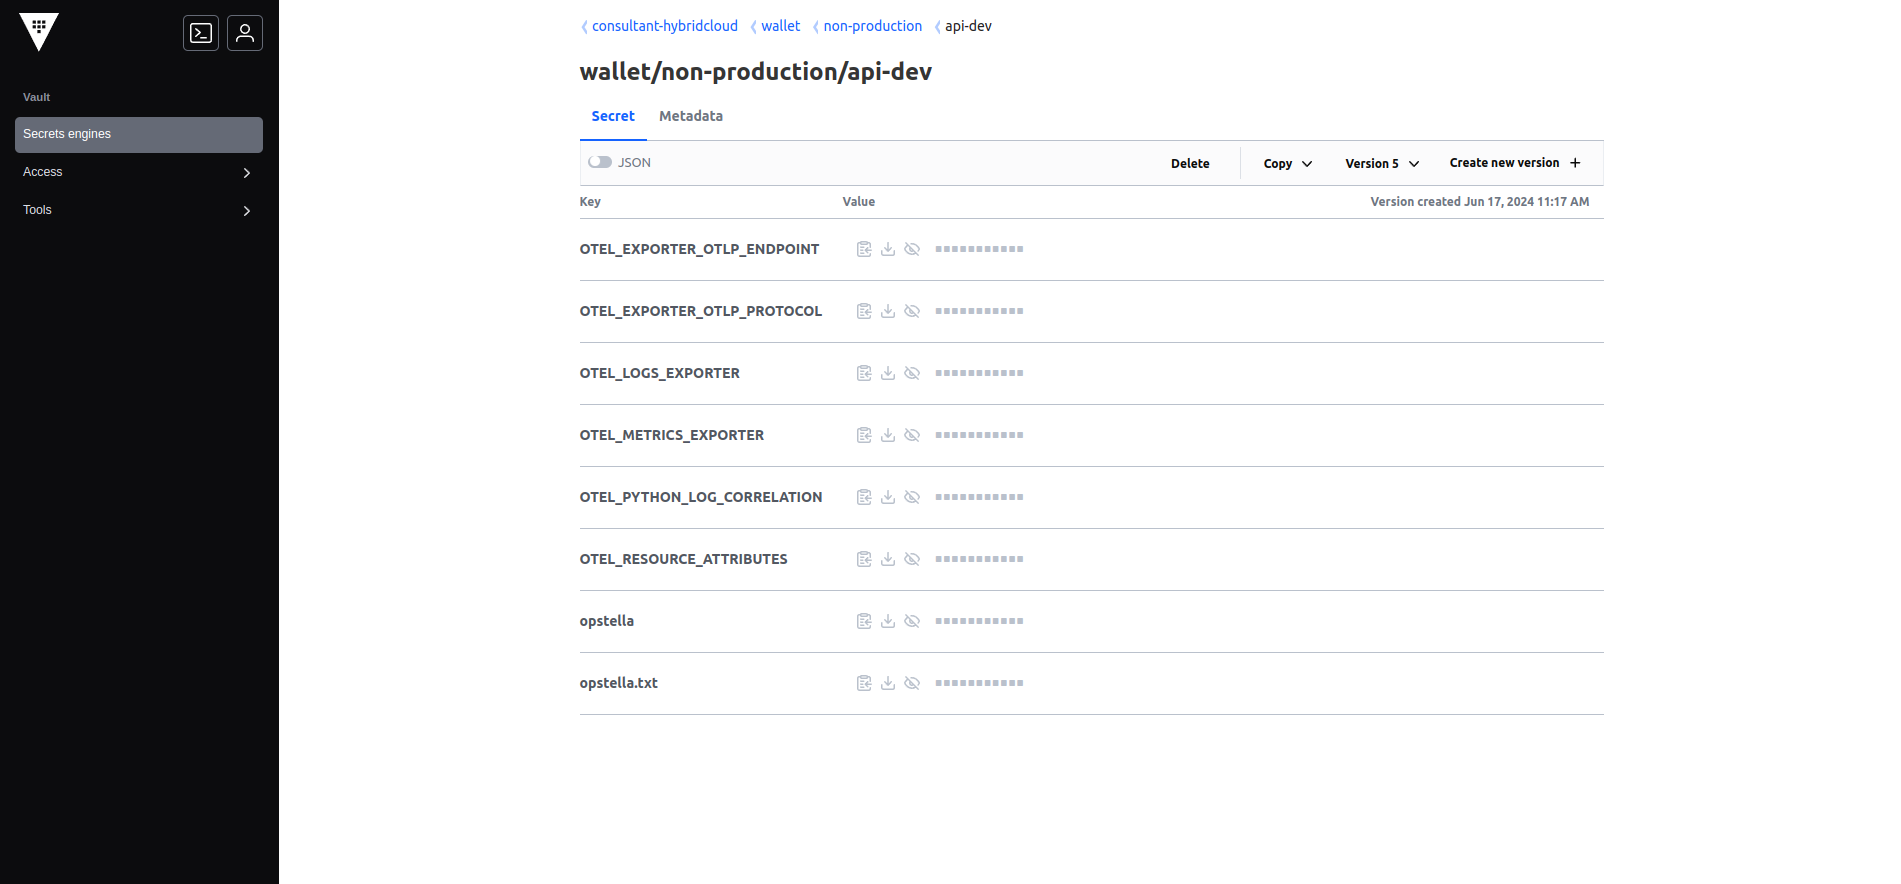 consultant-hybridcloud wallet non-production api-dev
wallet/non-production/api-dev
Vault
Secrets engines
Access
Tools
Secret Metadata
JSON Delete Copy Version 5 Create new version +
Key Value Version created Jun 17, 2024 11:17 AM
OTEL_EXPORTER_OTLP_ENDPOINT
OTEL_EXPORTER_OTLP_PROTOCOL
OTEL_LOGS_EXPORTER
OTEL_METRICS_EXPORTER
OTEL_PYTHON_LOG_CORRELATION
OTEL_RESOURCE_ATTRIBUTES
opstella
opstella.txt